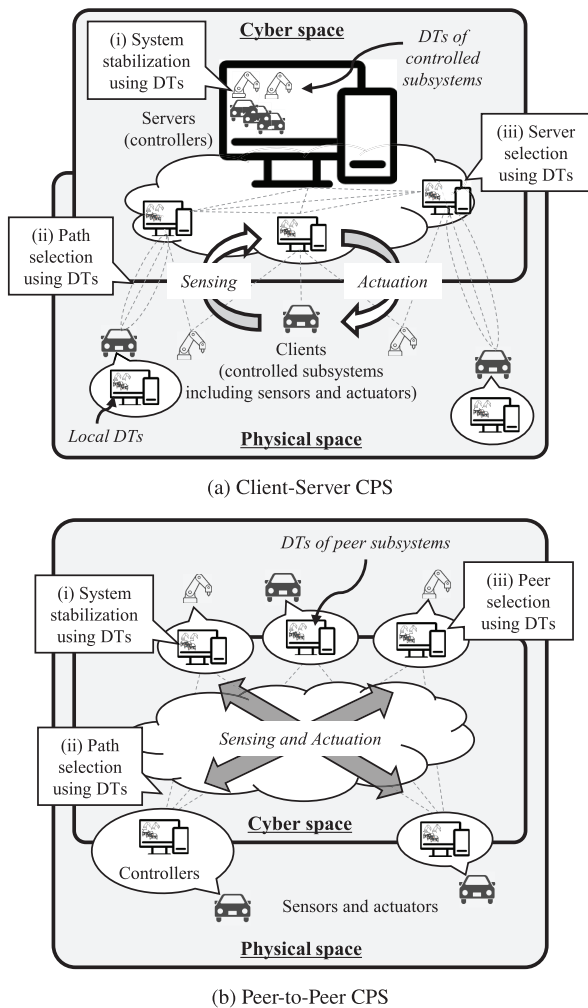 Cyber space
(i) System
stabilization
using DTs
DTs of
controlled
subsystems
Servers
(controllers)
(iii) Server
selection
using DTs
(ii) Path
selection
using DTs
Sensing
Actuation
Clients
(controlled subsystems
including sensors and actuators)
Local DTs
Physical space
(a) Client-Server CPS
DTs of peer subsystems
(i) System
stabilization
using DTs
(iii) Peer
selection
using DTs
Sensing and Actuation
(ii) Path
selection
using DTs
Cyber space
Controllers
Sensors and actuators
Physical space
(b) Peer-to-Peer CPS